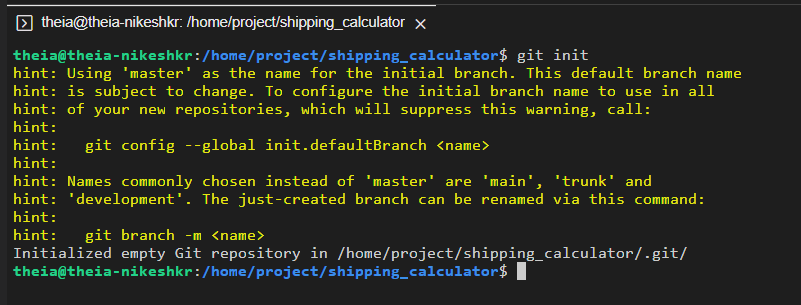 theia@theia-nikeshkr: /home/project/shipping_calculator
theia@theia-nikeshkr:/home/project/shipping_calculator$ git init
hint: Using 'master' as the name for the initial branch. This default branch name
hint: is subject to change. To configure the initial branch name to use in all
hint: of your new repositories, which will suppress this warning, call:
hint:
hint:   git config --global init.defaultBranch <name>
hint:
hint: Names commonly chosen instead of 'master' are 'main', 'trunk' and
hint: 'development'. The just-created branch can be renamed via this command:
hint:
hint:   git branch -m <name>
Initialized empty Git repository in /home/project/shipping_calculator/.git/
theia@theia-nikeshkr:/home/project/shipping_calculator$